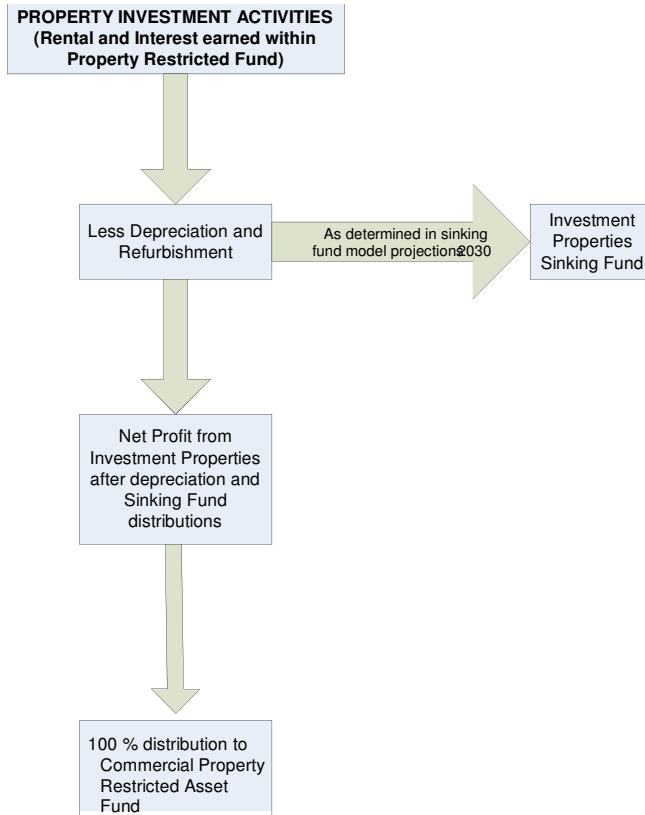 PROPERTY INVESTMENT ACTIVITIES
(Rental and Interest earned within
Property Restricted Fund)
Less Depreciation and
Refurbishment
As determined in sinking
fund model projections2030
Investment
Properties
Sinking Fund
Net Profit from
Investment Properties
after depreciation and
Sinking Fund
distributions
100 % distribution to
Commercial Property
Restricted Asset
Fund